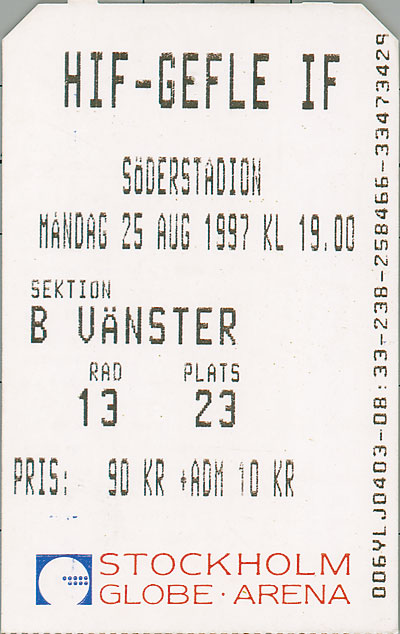 HIF-GEFLE IF
SÖDERSTADION
MÅNDAG 25 AUG 1997 KL 19.00
SEKTION
B VÄNSTER
RAD PLATS
13 23
PRIS: 90 KR +ADM 10 KR
STOCKHOLM
GLOBE·ARENA
006YLJ0403-08:33-238-258466-33473429